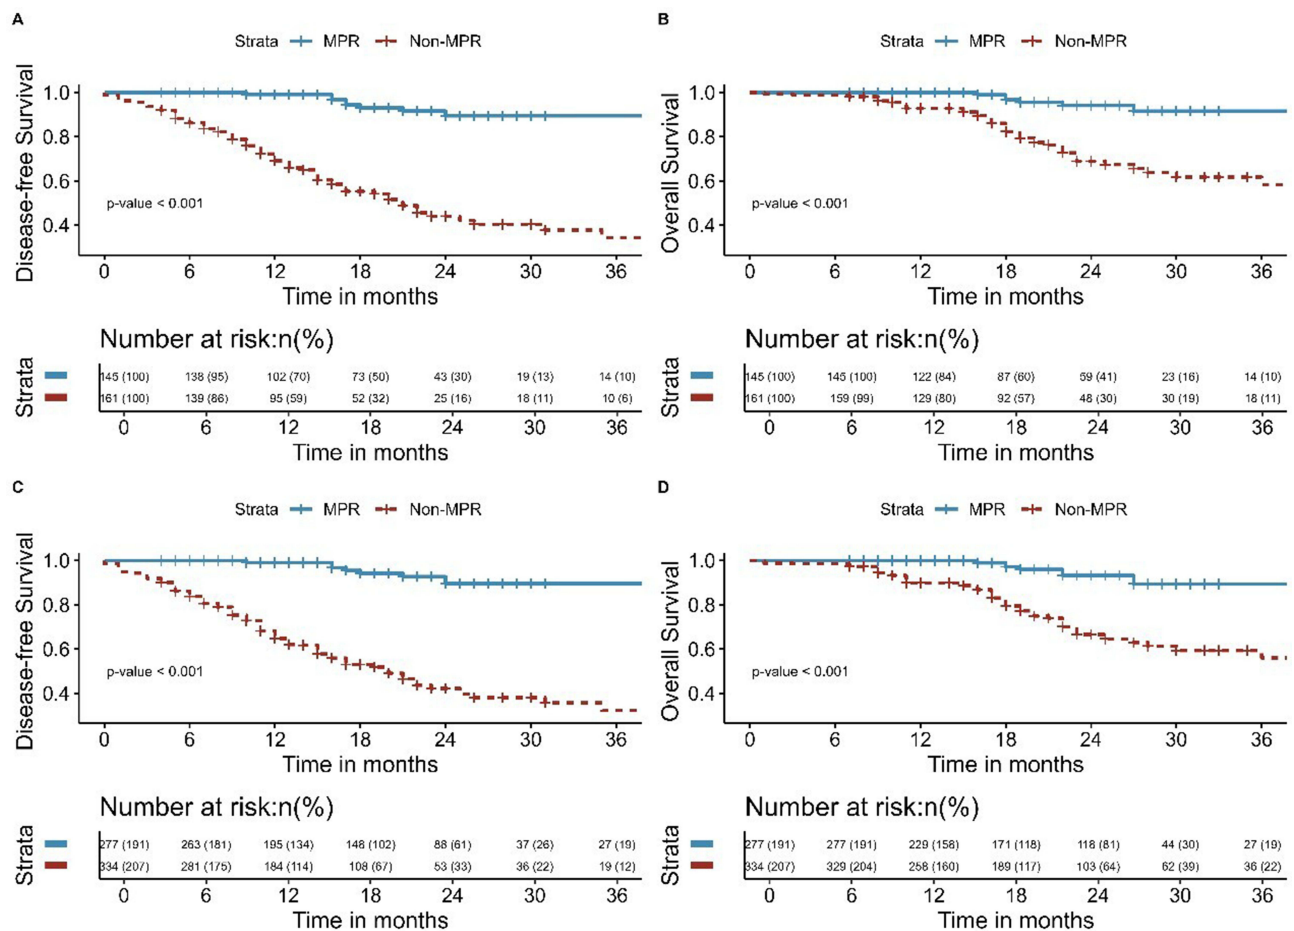 A
Strata MPR Non-MPR
Disease-free Survival
1.0
0.8
0.6
0.4
p-value < 0.001
0 6 12 18 24 30 36
Time in months
Number at risk:n(%)
Strata
145 (100) 138 (95) 102 (70) 73 (50) 43 (30) 19 (13) 14 (10)
161 (100) 139 (86) 95 (59) 52 (32) 25 (16) 18 (11) 10 (6)
0 6 12 18 24 30 36
Time in months
B
Strata MPR Non-MPR
Overall Survival
1.0
0.8
0.6
0.4
p-value < 0.001
0 6 12 18 24 30 36
Time in months
Number at risk:n(%)
Strata
145 (100) 145 (100) 122 (84) 87 (60) 59 (41) 23 (16) 14 (10)
161 (100) 159 (99) 129 (80) 92 (57) 48 (30) 30 (19) 18 (11)
0 6 12 18 24 30 36
Time in months
C
Strata MPR Non-MPR
Disease-free Survival
1.0
0.8
0.6
0.4
p-value < 0.001
0 6 12 18 24 30 36
Time in months
Number at risk:n(%)
Strata
277 (191) 263 (181) 195 (134) 148 (102) 88 (61) 37 (26) 27 (19)
334 (207) 281 (175) 184 (114) 108 (67) 53 (33) 36 (22) 19 (12)
0 6 12 18 24 30 36
Time in months
D
Strata MPR Non-MPR
Overall Survival
1.0
0.8
0.6
0.4
p-value < 0.001
0 6 12 18 24 30 36
Time in months
Number at risk:n(%)
Strata
277 (191) 277 (191) 229 (158) 171 (118) 118 (81) 44 (30) 27 (19)
334 (207) 329 (204) 258 (160) 189 (117) 103 (64) 62 (39) 36 (22)
0 6 12 18 24 30 36
Time in months